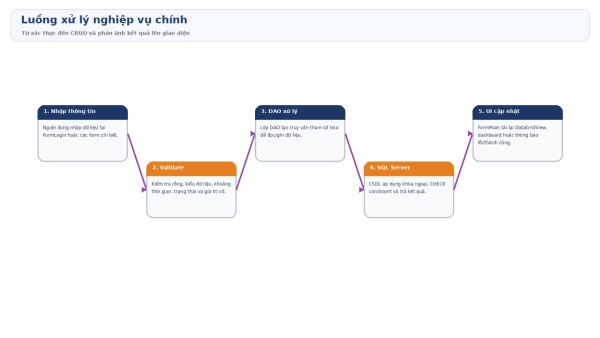 Luồng xử lý nghiệp vụ chính
Từ xác thực đến CRUD và phản ánh kết quả lên giao diện
1. Nhập thông tin
Người dùng nhập dữ liệu tại
FormLogin hoặc các form chi tiết.
2. Validate
Kiểm tra rỗng, kiểu dữ liệu, khoảng
thời gian, trạng thái và giá trị số.
3. DAO xử lý
Lớp DAO tạo truy vấn tham số hóa
để đọc/ghi dữ liệu.
4. SQL Server
CSDL áp dụng khóa ngoại, CHECK
constraint và trả kết quả.
5. UI cập nhật
FormMain tải lại DataGridView,
dashboard hoặc thông báo
lỗi/thành công.